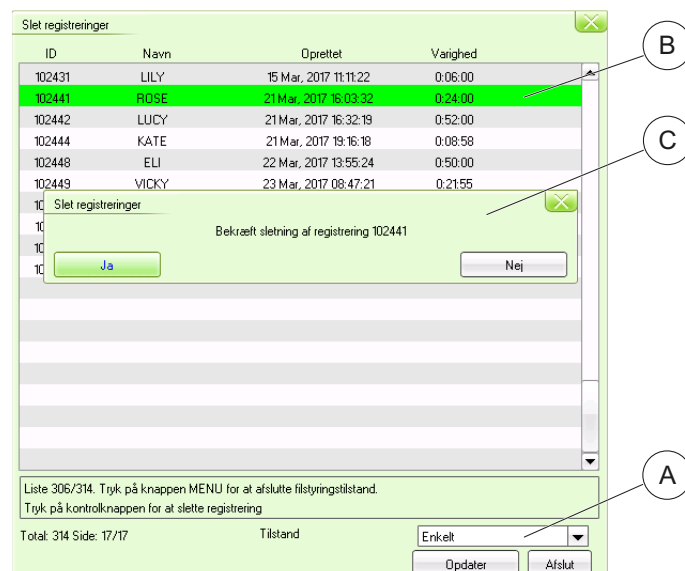 Slet registreringer
ID Navn Oprettet Varighed
102431 LILY 15 Mar, 2017 11:11:22 0:06:00
102441 ROSE 21 Mar, 2017 16:03:32 0:24:00
102442 LUCY 21 Mar, 2017 16:32:19 0:52:00
102444 KATE 21 Mar, 2017 19:16:18 0:08:58
102448 ELI 22 Mar, 2017 13:55:24 0:50:00
102449 VICKY 23 Mar, 2017 08:47:21 0:21:55
10
Slet registreringer
10
Bekræft sletning af registrering 102441
10
10
Ja Nej
Liste 306/314. Tryk på knappen MENU for at afslutte filstyringstilstand.
Tryk på kontrolknappen for at slette registrering
Total: 314 Side: 17/17 Tilstand Enkelt
Opdater Afslut
B
C
A